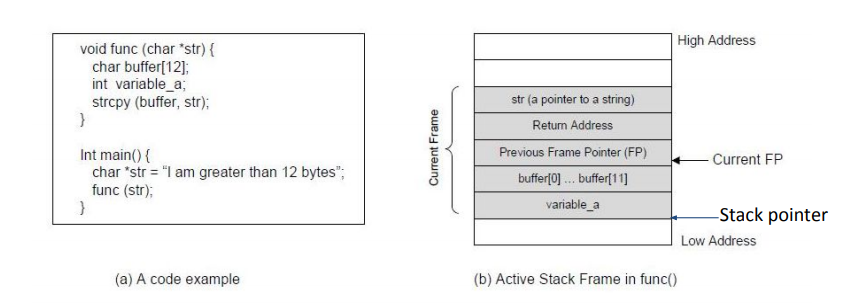 void func (char *str) {
char buffer[12];
int variable_a;
strcpy (buffer, str);
}
Int main() {
char *str = “I am greater than 12 bytes”;
func (str);
}
(a) A code example
High Address
str (a pointer to a string)
Return Address
Previous Frame Pointer (FP)
buffer[0] ... buffer[11]
variable_a
Current Frame
Current FP
Stack pointer
Low Address
(b) Active Stack Frame in func()